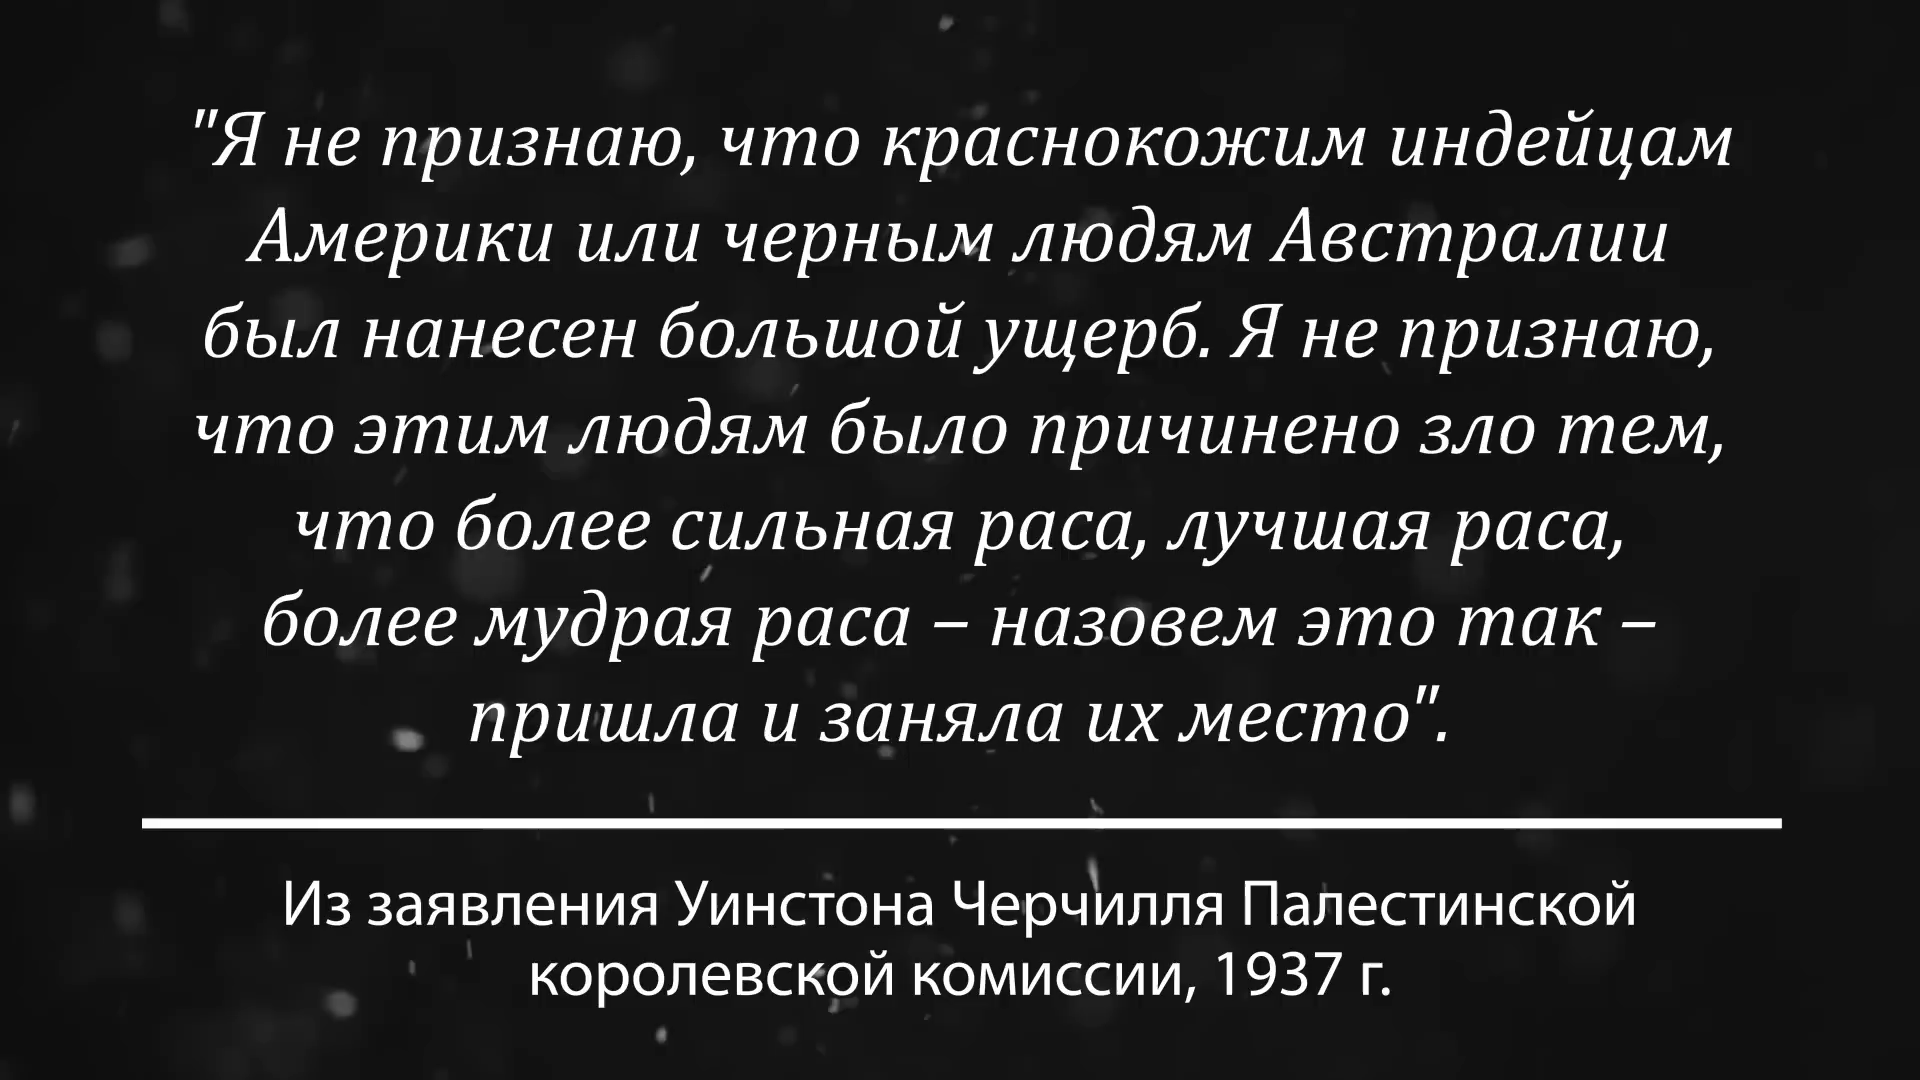 "Я не признаю, что краснокожим индейцам
Америки или черным людям Австралии
был нанесен большой ущерб. Я не признаю,
что этим людям было причинено зло тем,
что более сильная раса, лучшая раса,
более мудрая раса – назовем это так –
пришла и заняла их место".
Из заявления Уинстона Черчилля Палестинской
королевской комиссии, 1937 г.